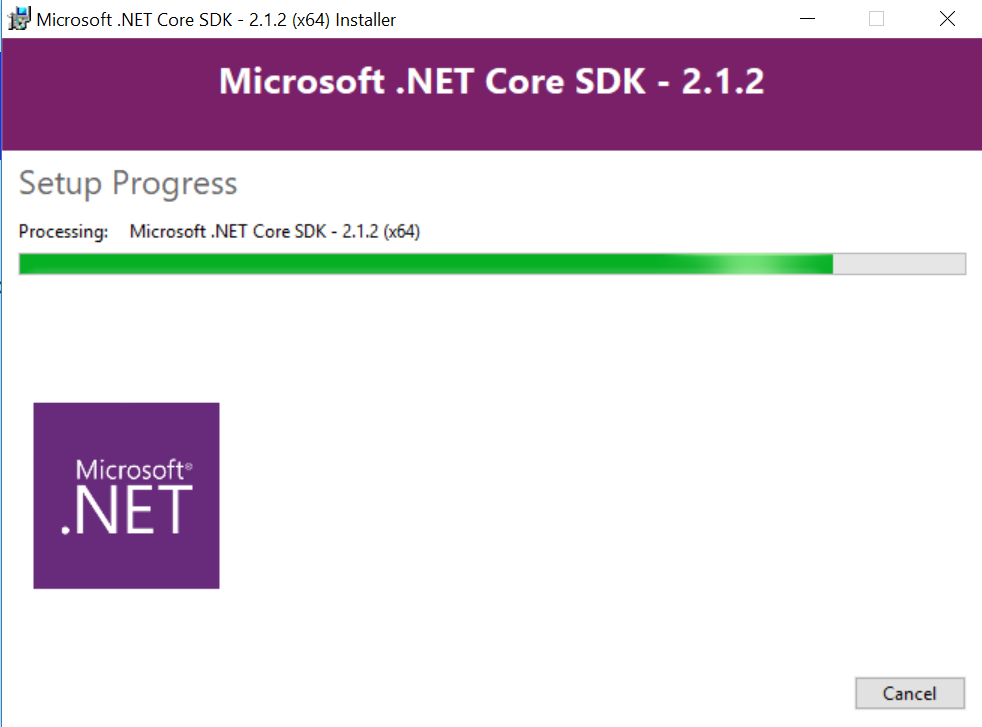 Microsoft .NET Core SDK - 2.1.2 (x64) Installer
Microsoft .NET Core SDK - 2.1.2
Setup Progress
Processing: Microsoft .NET Core SDK - 2.1.2 (x64)
Microsoft®
.NET
Cancel